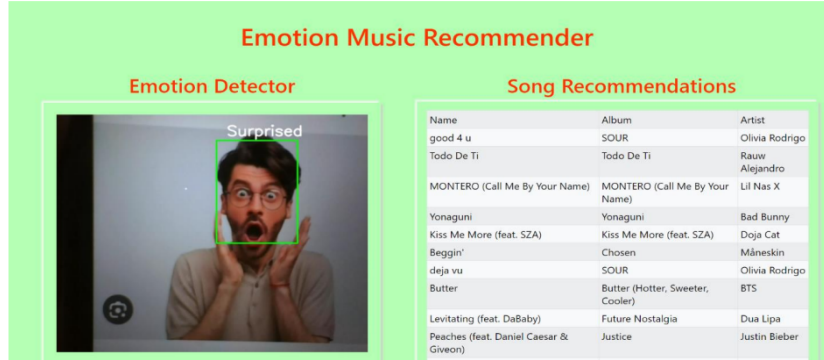 Emotion Music Recommender
Emotion Detector
Surprised
Song Recommendations
Name Album Artist
good 4 u SOUR Olivia Rodrigo
Todo De Ti Todo De Ti Rauw
Alejandro
MONTERO (Call Me By Your Name) MONTERO (Call Me By Your Lil Nas X
Name)
Yonaguni Yonaguni Bad Bunny
Kiss Me More (feat. SZA) Kiss Me More (feat. SZA) Doja Cat
Beggin' Chosen Måneskin
deja vu SOUR Olivia Rodrigo
Butter Butter (Hotter, Sweeter, BTS
Cooler)
Levitating (feat. DaBaby) Future Nostalgia Dua Lipa
Peaches (feat. Daniel Caesar & Justice Justin Bieber
Giveon)